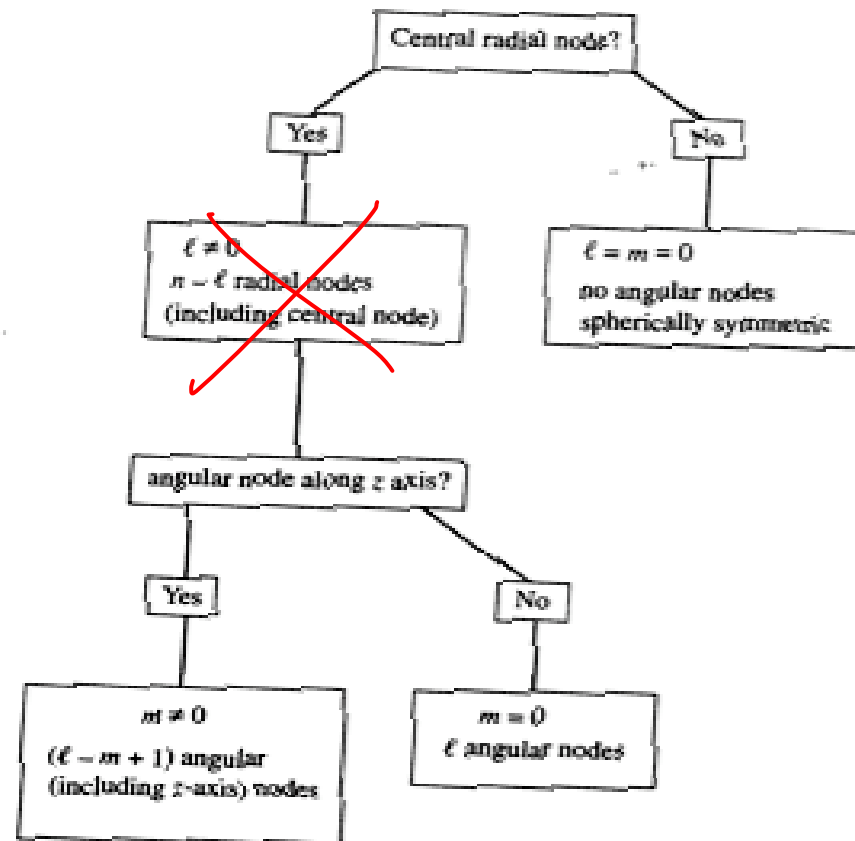 Central radial node?
Yes
No
ℓ ≠ 0
n – ℓ radial nodes
(including central node)
ℓ = m = 0
no angular nodes
spherically symmetric
angular node along z axis?
Yes
No
m ≠ 0
(ℓ – m + 1) angular
(including z-axis) nodes
m = 0
ℓ angular nodes